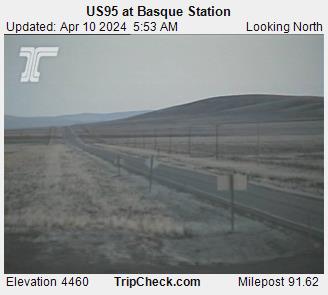 US95 at Basque Station
Updated: Apr 10 2024 5:53 AM Looking North
Elevation 4460 TripCheck.com Milepost 91.62